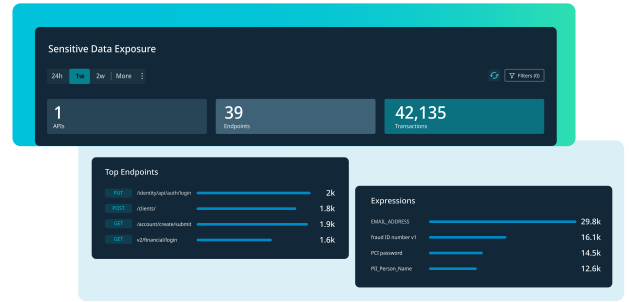 Sensitive Data Exposure
24h 1w 2w | More ⋮ Filters (0)
1 39 42,135
APIs Endpoints Transactions
Top Endpoints
PUT /identity/api/auth/login 2k
POST /clients/ 1.8k
GET /account/create/submit 1.9k
GET v2/financial/login 1.6k
Expressions
EMAIL_ADDRESS 29.8k
fraud ID number v1 16.1k
PCI password 14.5k
PII_Person_Name 12.6k